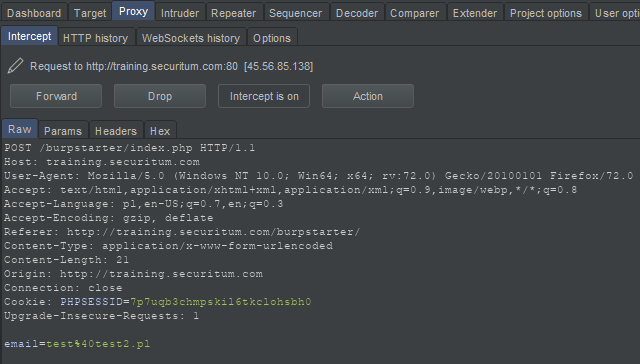 Dashboard Target Proxy Intruder Repeater Sequencer Decoder Comparer Extender Project options User opti
Intercept HTTP history WebSockets history Options
Request to http://training.securitum.com:80 [45.56.85.138]
Forward Drop Intercept is on Action
Raw Params Headers Hex
POST /burpstarter/index.php HTTP/1.1
Host: training.securitum.com
User-Agent: Mozilla/5.0 (Windows NT 10.0; Win64; x64; rv:72.0) Gecko/20100101 Firefox/72.0
Accept: text/html,application/xhtml+xml,application/xml;q=0.9,image/webp,*/*;q=0.8
Accept-Language: pl,en-US;q=0.7,en;q=0.3
Accept-Encoding: gzip, deflate
Referer: http://training.securitum.com/burpstarter/
Content-Type: application/x-www-form-urlencoded
Content-Length: 21
Origin: http://training.securitum.com
Connection: close
Cookie: PHPSESSID=7p7uqb3chmpskil6tkclohsbh0
Upgrade-Insecure-Requests: 1
email=test%40test2.pl